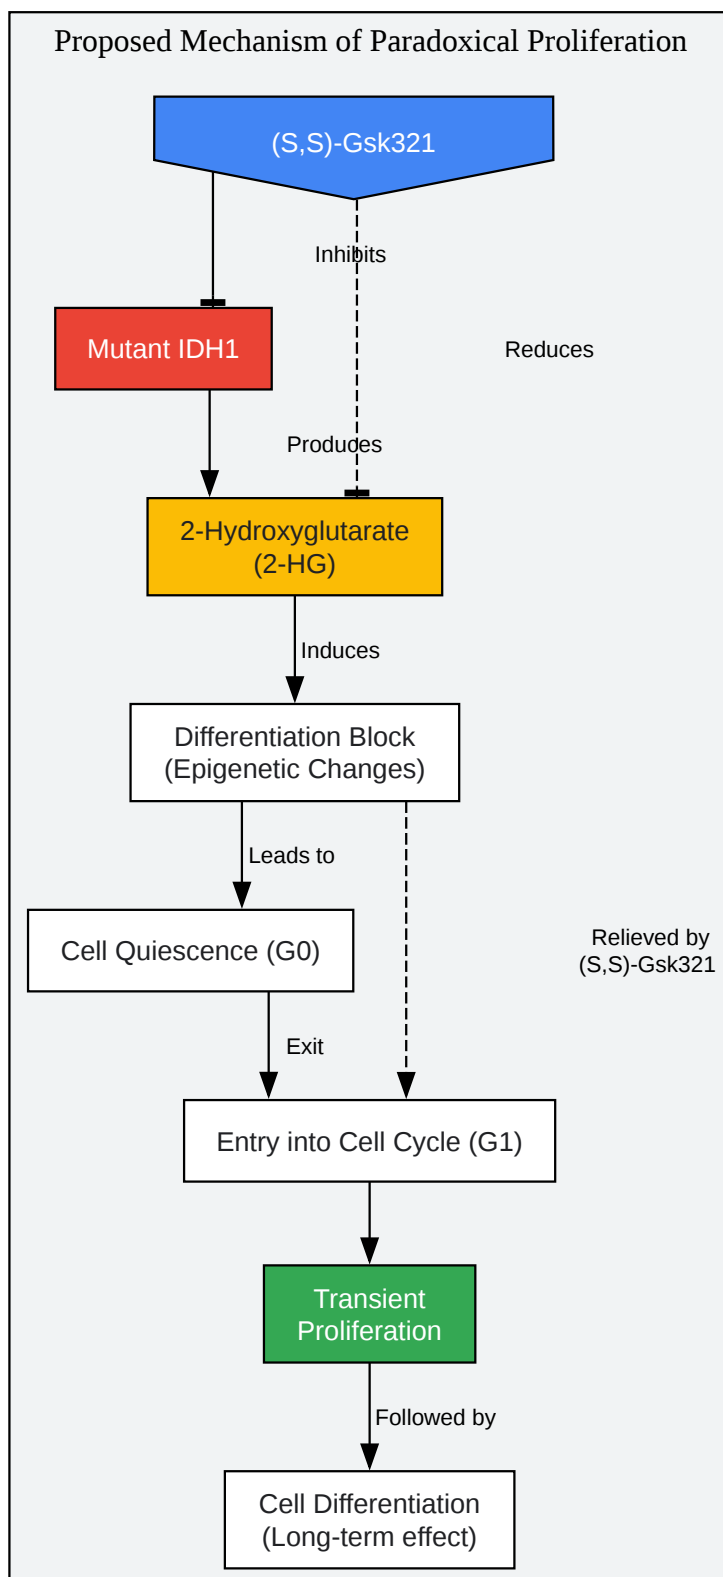 Proposed Mechanism of Paradoxical Proliferation
(S,S)-Gsk321
Inhibits
Mutant IDH1
Reduces
Produces
2-Hydroxyglutarate
(2-HG)
Induces
Differentiation Block
(Epigenetic Changes)
Leads to
Cell Quiescence (G0)
Relieved by
(S,S)-Gsk321
Exit
Entry into Cell Cycle (G1)
Transient
Proliferation
Followed by
Cell Differentiation
(Long-term effect)